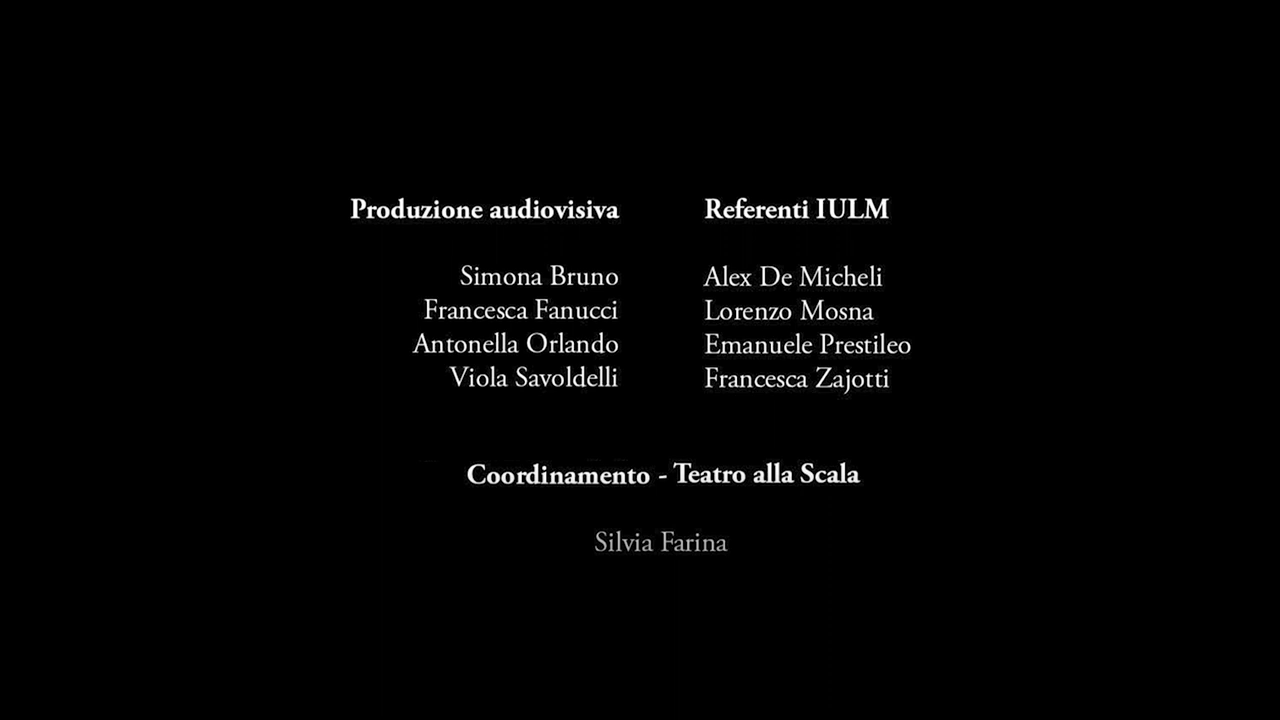 Produzione audiovisiva
Simona Bruno
Francesca Fanucci
Antonella Orlando
Viola Savoldelli
Referenti IULM
Alex De Micheli
Lorenzo Mosna
Emanuele Prestileo
Francesca Zajotti
Coordinamento - Teatro alla Scala
Silvia Farina